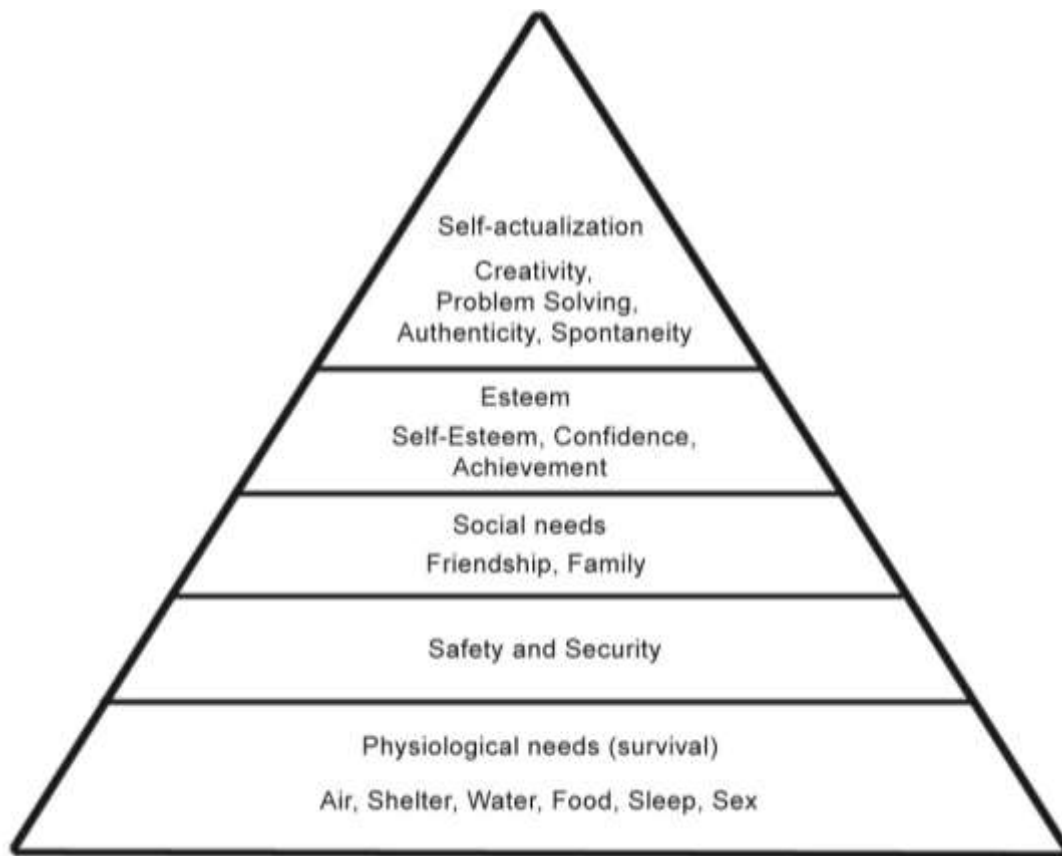 Self-actualization
Creativity,
Problem Solving,
Authenticity, Spontaneity
Esteem
Self-Esteem, Confidence,
Achievement
Social needs
Friendship, Family
Safety and Security
Physiological needs (survival)
Air, Shelter, Water, Food, Sleep, Sex